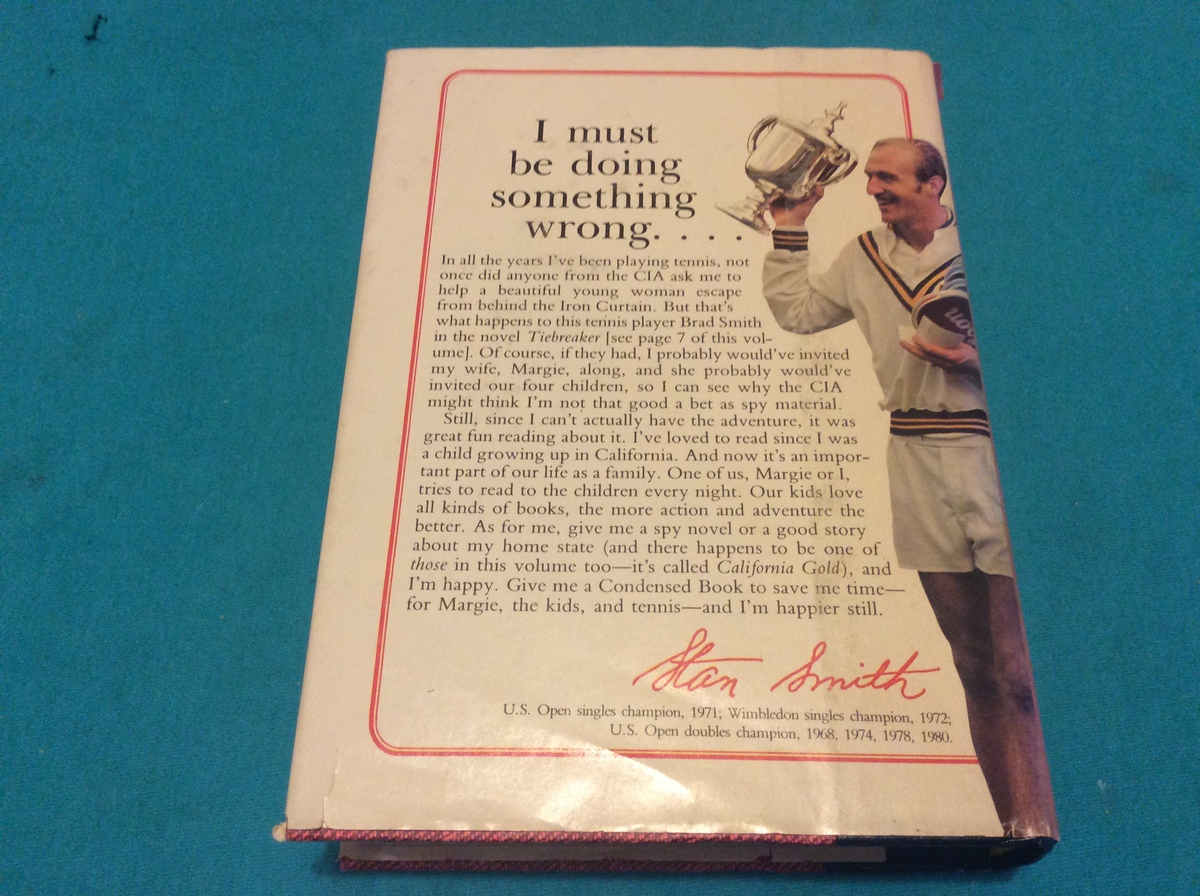 I must
be doing
something
wrong. . . .
In all the years I've been playing tennis, not
once did anyone from the CIA ask me to
help a beautiful young woman escape
from behind the Iron Curtain. But that's
what happens to this tennis player Brad Smith
in the novel Tiebreaker [see page 7 of this vol-
ume]. Of course, if they had, I probably would've invited
my wife, Margie, along, and she probably would've
invited our four children, so I can see why the CIA
might think I'm not that good a bet as spy material.
Still, since I can't actually have the adventure, it was
great fun reading about it. I've loved to read since I was
a child growing up in California. And now it's an impor-
tant part of our life as a family. One of us, Margie or I,
tries to read to the children every night. Our kids love
all kinds of books, the more action and adventure the
better. As for me, give me a spy novel or a good story
about my home state (and there happens to be one of
those in this volume too—it's called California Gold), and
I'm happy. Give me a Condensed Book to save me time—
for Margie, the kids, and tennis—and I'm happier still.
Stan Smith
U.S. Open singles champion, 1971; Wimbledon singles champion, 1972;
U.S. Open doubles champion, 1968, 1974, 1978, 1980.